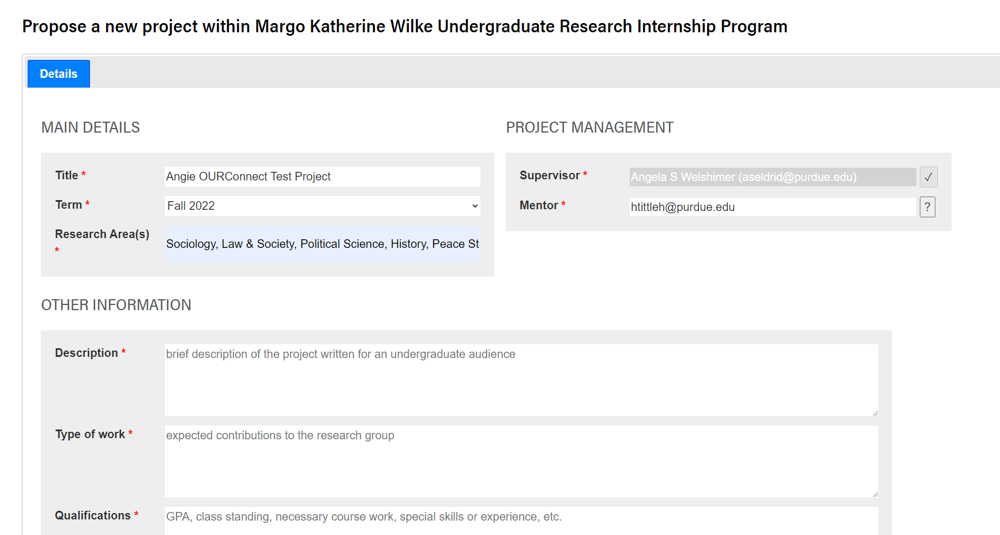 Propose a new project within Margo Katherine Wilke Undergraduate Research Internship Program
Details
MAIN DETAILS
Title * Angie OURConnect Test Project
Term * Fall 2022
Research Area(s) * Sociology, Law & Society, Political Science, History, Peace St
PROJECT MANAGEMENT
Supervisor * Angela S Welshimer (aseldrid@purdue.edu) ✓
Mentor * htittleh@purdue.edu ?
OTHER INFORMATION
Description * brief description of the project written for an undergraduate audience
Type of work * expected contributions to the research group
Qualifications * GPA, class standing, necessary course work, special skills or experience, etc.